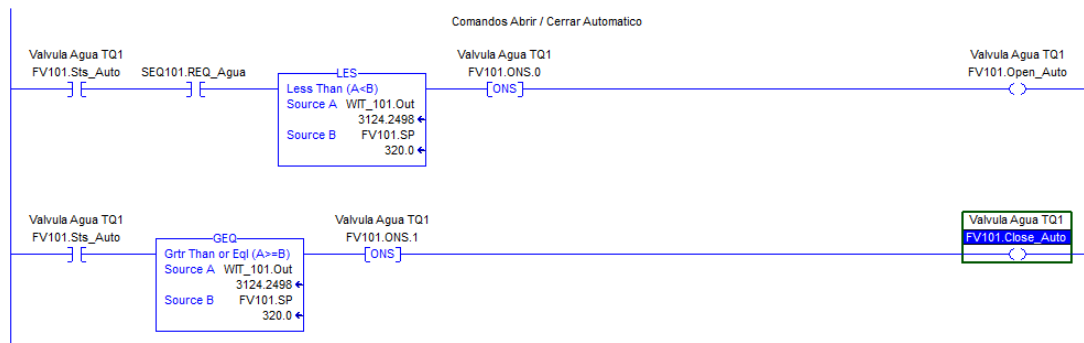 Comandos Abrir / Cerrar Automatico
Valvula Agua TQ1
FV101.Sts_Auto
SEQ101.REQ_Agua
LES
Less Than (A<B)
Source A WIT_101.Out
3124.2498
Source B FV101.SP
320.0
Valvula Agua TQ1
FV101.ONS.0
ONS
Valvula Agua TQ1
FV101.Open_Auto
Valvula Agua TQ1
FV101.Sts_Auto
GEQ
Grtr Than or Eql (A>=B)
Source A WIT_101.Out
3124.2498
Source B FV101.SP
320.0
Valvula Agua TQ1
FV101.ONS.1
ONS
Valvula Agua TQ1
FV101.Close_Auto